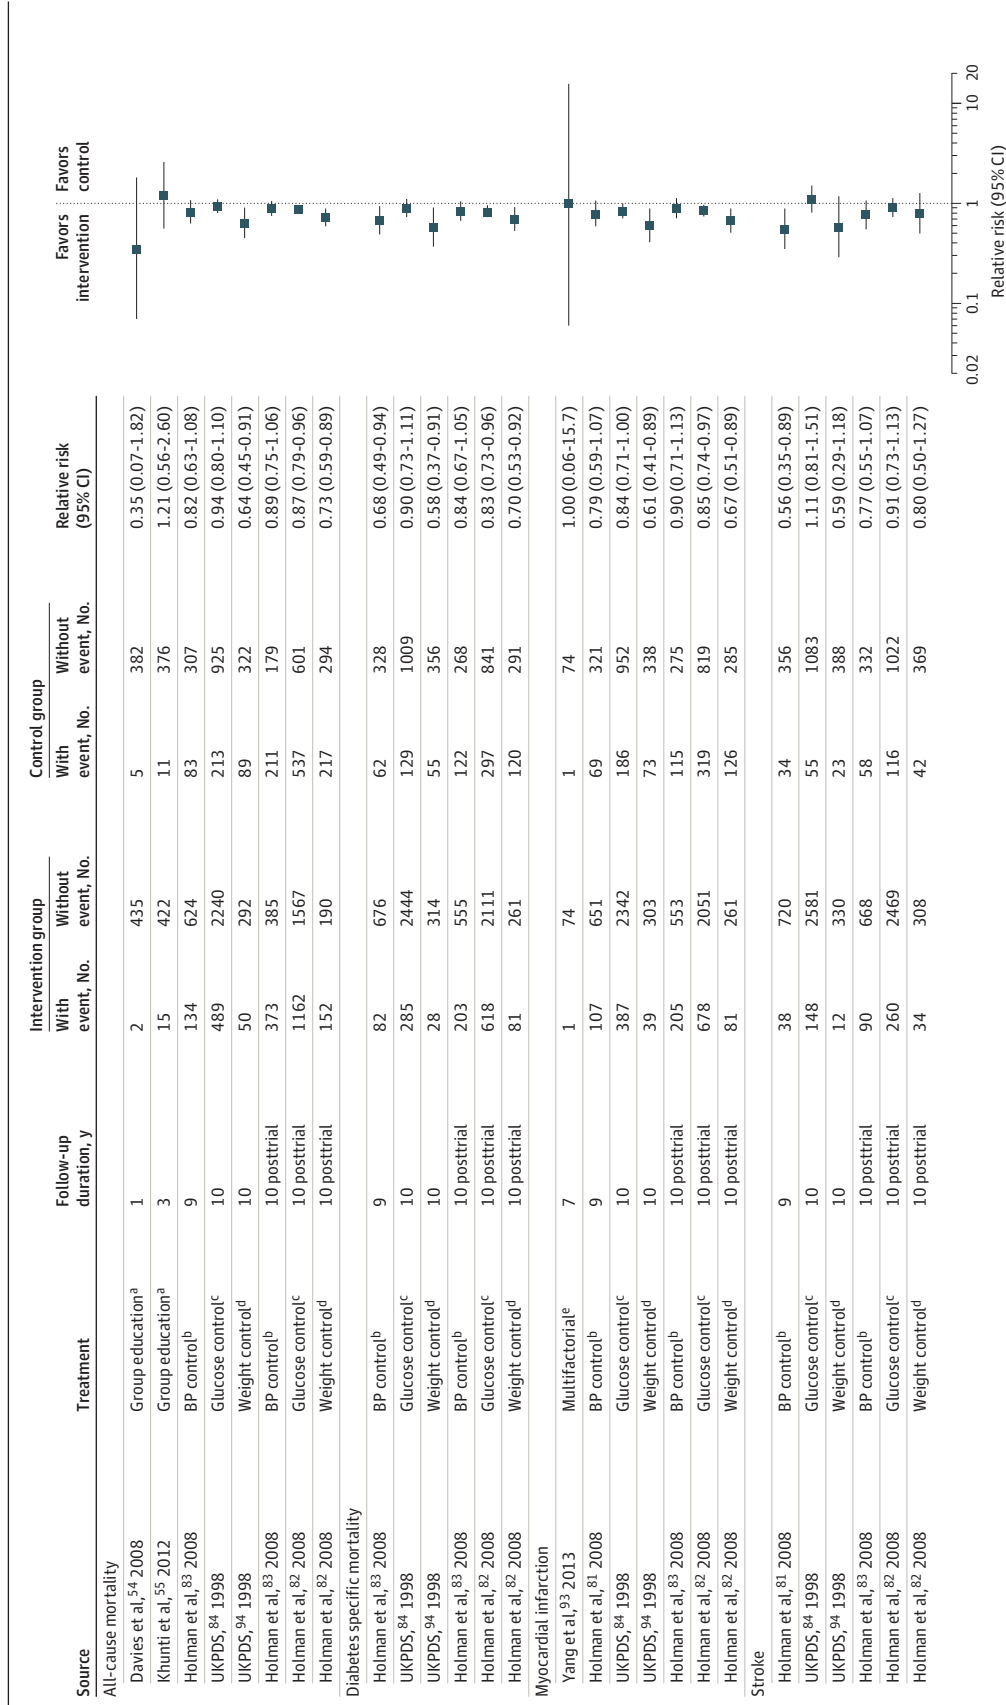 Intervention group Control group Favors intervention Favors control
Source Treatment Follow-up duration, y With event, No. Without event, No. With event, No. Without event, No. Relative risk (95% CI)
All-cause mortality
Davies et al,54 2008 Group educationa 1 2 435 5 382 0.35 (0.07-1.82)
Khunti et al,55 2012 Group educationa 3 15 422 11 376 1.21 (0.56-2.60)
Holman et al,83 2008 BP controlb 9 134 624 83 307 0.82 (0.63-1.08)
UKPDS,84 1998 Glucose controlc 10 489 2240 213 925 0.94 (0.80-1.10)
UKPDS,94 1998 Weight controld 10 50 292 89 322 0.64 (0.45-0.91)
Holman et al,83 2008 BP controlb 10 posttrial 373 385 211 179 0.89 (0.75-1.06)
Holman et al,82 2008 Glucose controlc 10 posttrial 1162 1567 537 601 0.87 (0.79-0.96)
Holman et al,82 2008 Weight controld 10 posttrial 152 190 217 294 0.73 (0.59-0.89)
Diabetes specific mortality
Holman et al,83 2008 BP controlb 9 82 676 62 328 0.68 (0.49-0.94)
UKPDS,84 1998 Glucose controlc 10 285 2444 129 1009 0.90 (0.73-1.11)
UKPDS,94 1998 Weight controld 10 28 314 55 356 0.58 (0.37-0.91)
Holman et al,83 2008 BP controlb 10 posttrial 203 555 122 268 0.84 (0.67-1.05)
Holman et al,82 2008 Glucose controlc 10 posttrial 618 2111 297 841 0.83 (0.73-0.96)
Holman et al,82 2008 Weight controld 10 posttrial 81 261 120 291 0.70 (0.53-0.92)
Myocardial infarction
Yang et al,93 2013 Multifactoriale 7 1 74 1 74 1.00 (0.06-15.7)
Holman et al,81 2008 BP controlb 9 107 651 69 321 0.79 (0.59-1.07)
UKPDS,84 1998 Glucose controlc 10 387 2342 186 952 0.84 (0.71-1.00)
UKPDS,94 1998 Weight controld 10 39 303 73 338 0.61 (0.41-0.89)
Holman et al,83 2008 BP controlb 10 posttrial 205 553 115 275 0.90 (0.71-1.13)
Holman et al,82 2008 Glucose controlc 10 posttrial 678 2051 319 819 0.85 (0.74-0.97)
Holman et al,82 2008 Weight controld 10 posttrial 81 261 126 285 0.67 (0.51-0.89)
Stroke
Holman et al,81 2008 BP controlb 9 38 720 34 356 0.56 (0.35-0.89)
UKPDS,84 1998 Glucose controlc 10 148 2581 55 1083 1.11 (0.81-1.51)
UKPDS,94 1998 Weight controld 10 12 330 23 388 0.59 (0.29-1.18)
Holman et al,83 2008 BP controlb 10 posttrial 90 668 58 332 0.77 (0.55-1.07)
Holman et al,82 2008 Glucose controlc 10 posttrial 260 2469 116 1022 0.91 (0.73-1.13)
Holman et al,82 2008 Weight controld 10 posttrial 34 308 42 369 0.80 (0.50-1.27)
0.02 0.1 1 10 20
Relative risk (95% CI)